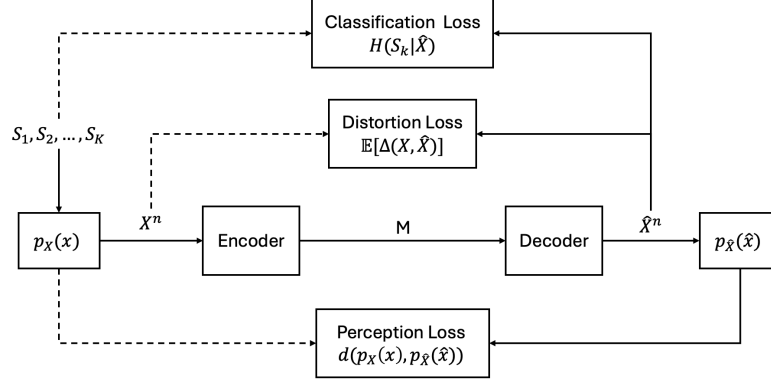 Classification Loss
H(S_k|X̂)
Distortion Loss
𝔼[Δ(X, X̂)]
S_1, S_2, ..., S_K
p_X(x)
X^n
Encoder
M
Decoder
X̂^n
p_X̂(x̂)
Perception Loss
d(p_X(x), p_X̂(x̂))